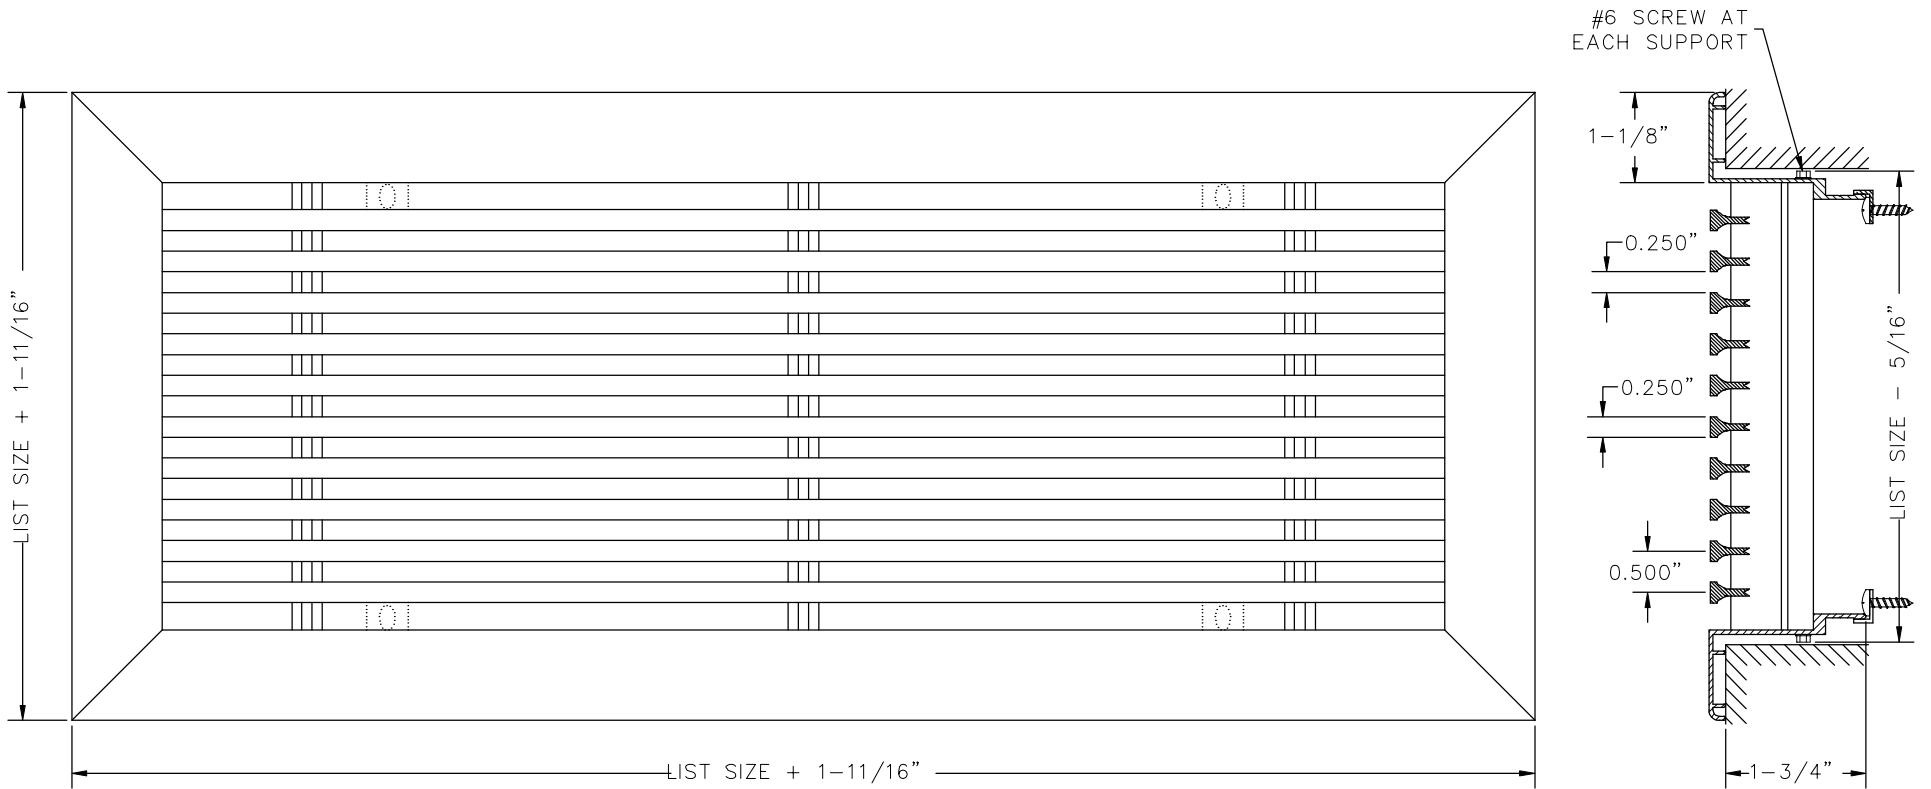 #6 SCREW AT
EACH SUPPORT
1-1/8"
0.250"
LIST SIZE + 1-11/16"
LIST SIZE - 5/16"
0.250"
0.500"
LIST SIZE + 1-11/16"
1-3/4"